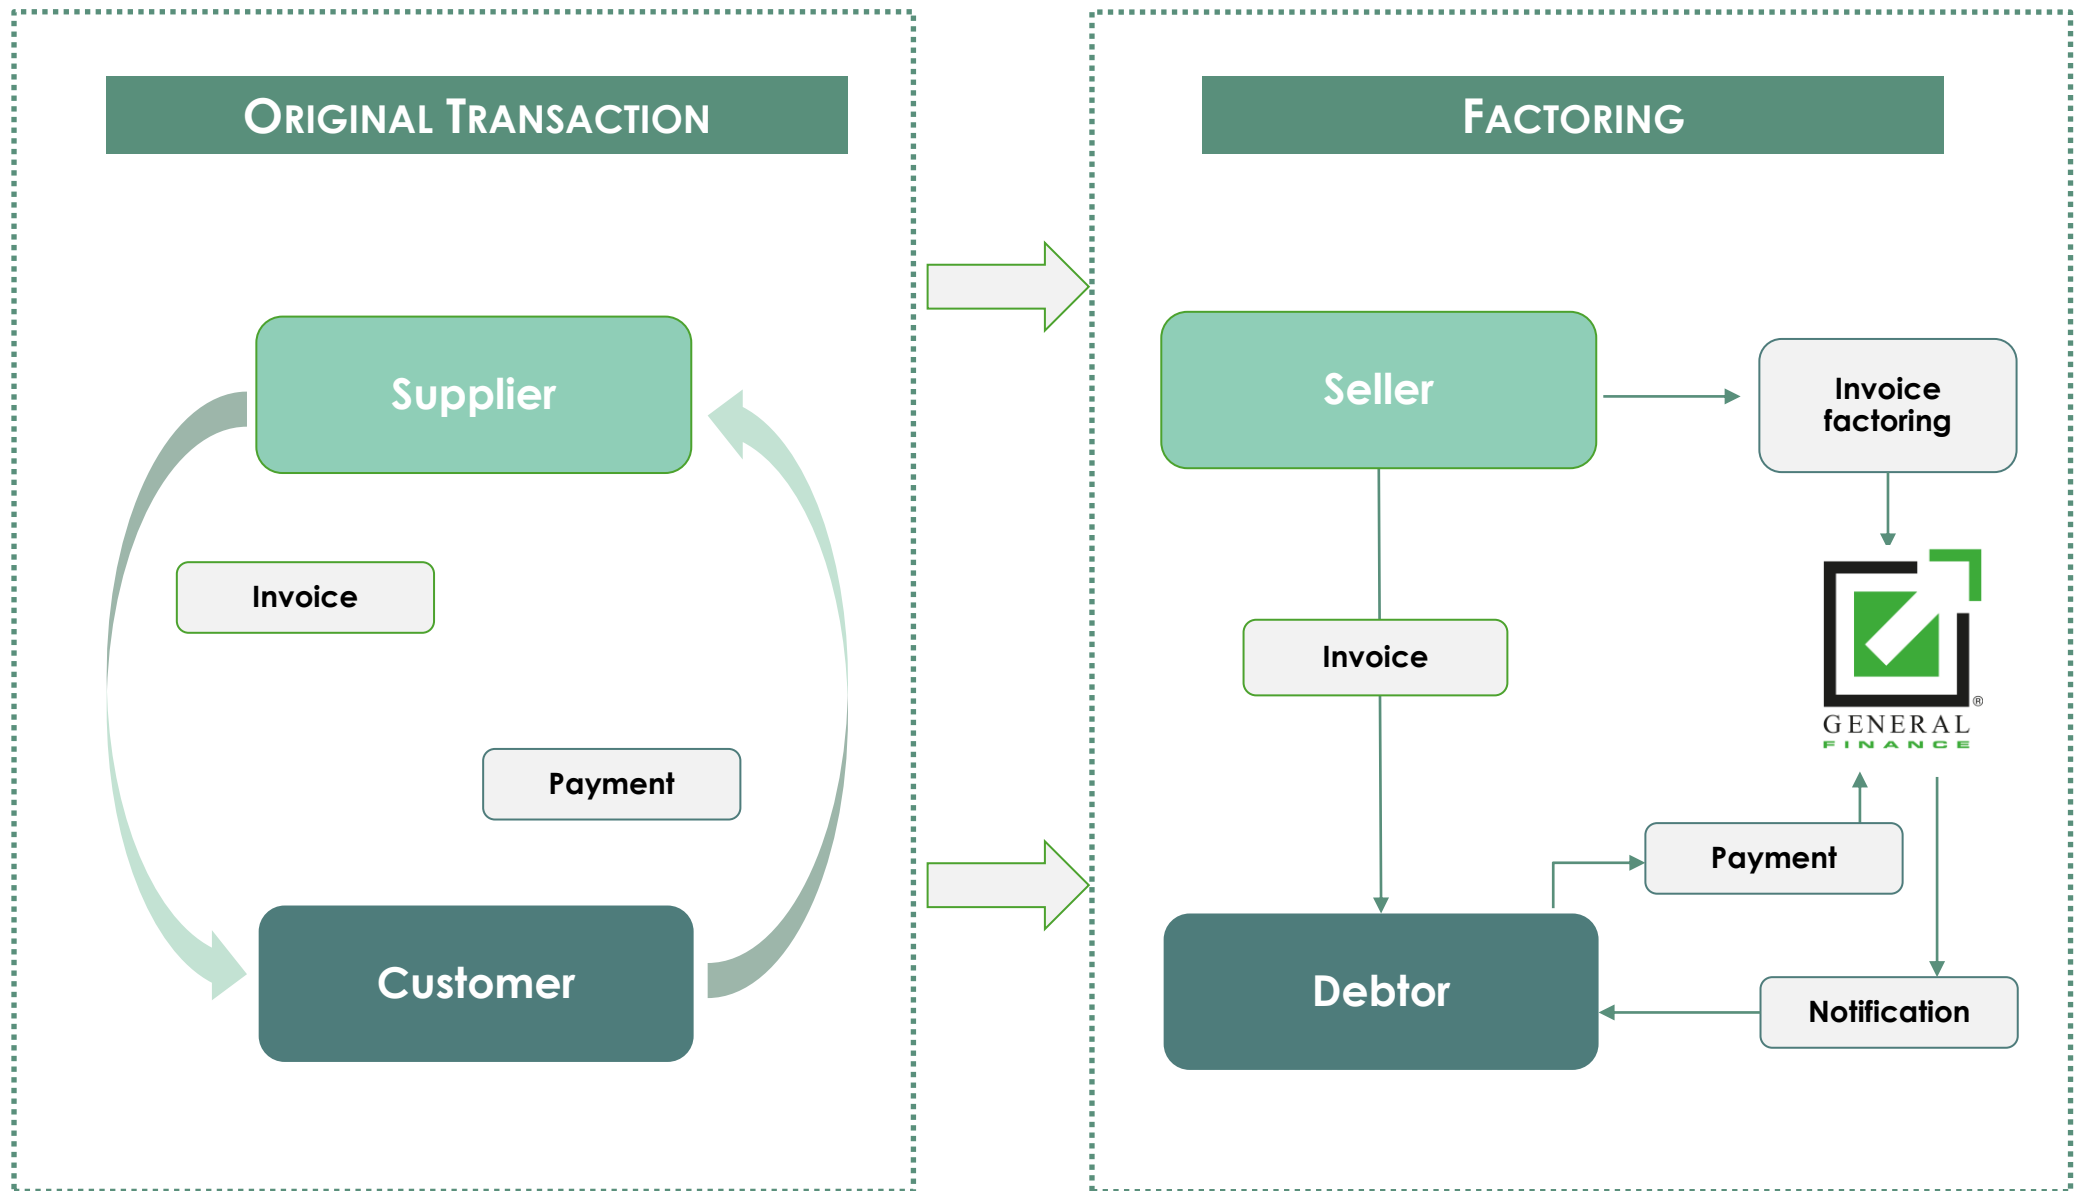 ORIGINAL TRANSACTION
Supplier
Invoice
Payment
Customer
FACTORING
Seller
Invoice
factoring
Invoice
®
GENERAL
FINANCE
Payment
Debtor
Notification